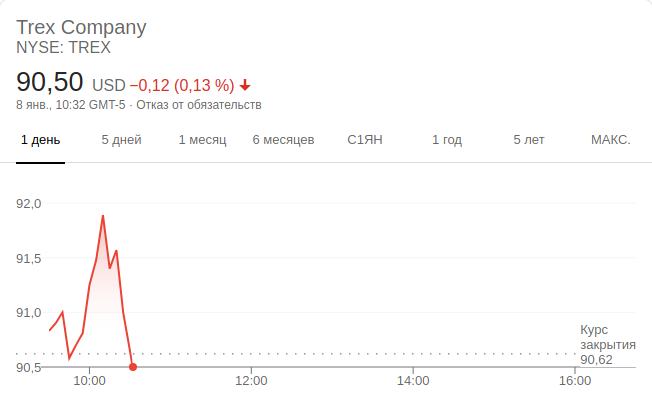 Trex Company
NYSE: TREX
90,50 USD −0,12 (0,13 %)
8 янв., 10:32 GMT-5 · Отказ от обязательств
1 день 5 дней 1 месяц 6 месяцев С1ЯН 1 год 5 лет МАКС.
92,0
91,5
91,0
90,5
Курс
закрытия
90,62
10:00 12:00 14:00 16:00